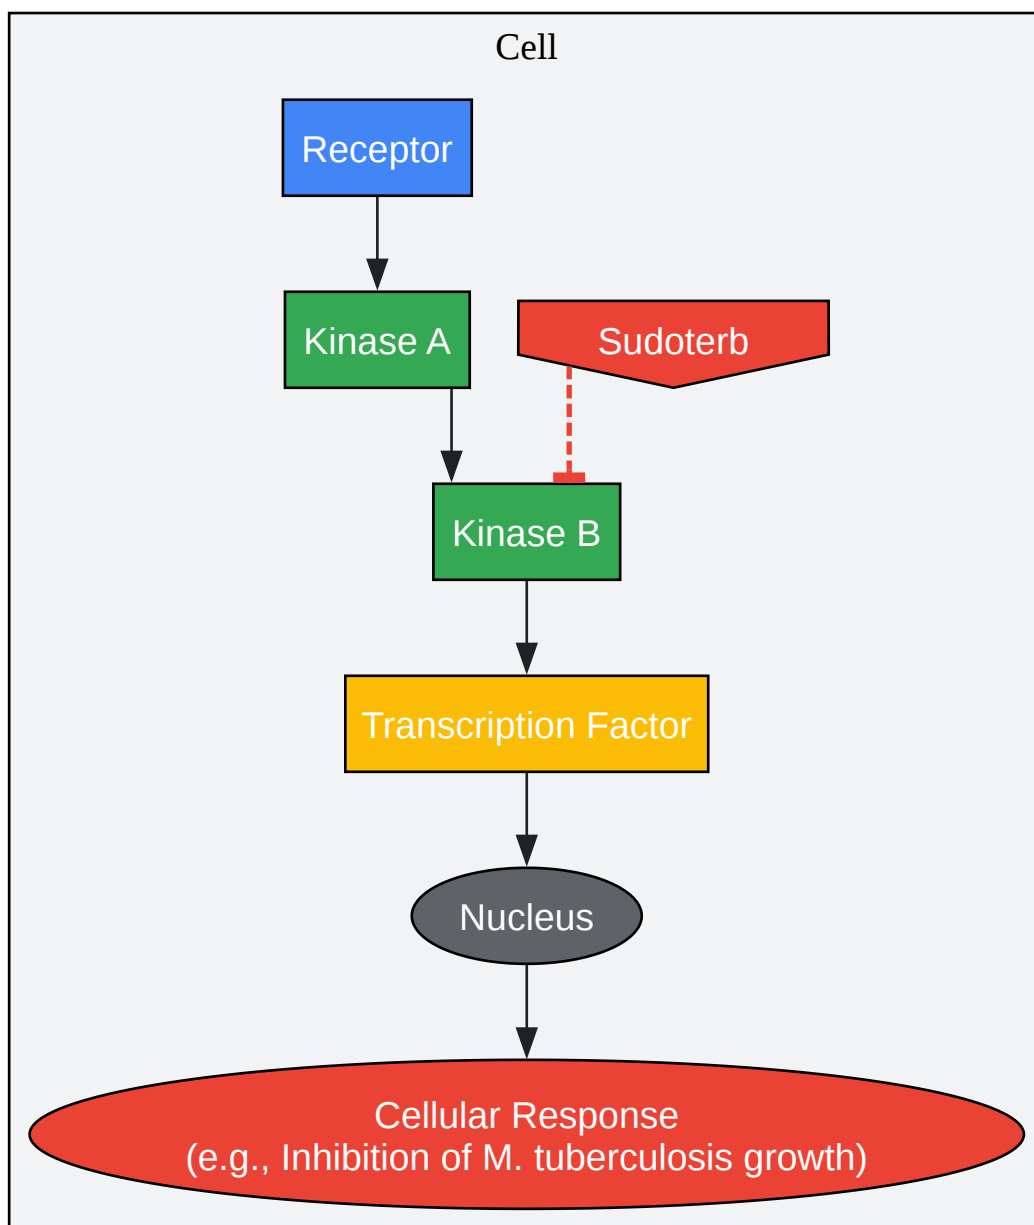 Cell
Receptor
Kinase A
Sudoterb
Kinase B
Transcription Factor
Nucleus
Cellular Response
(e.g., Inhibition of M. tuberculosis growth)